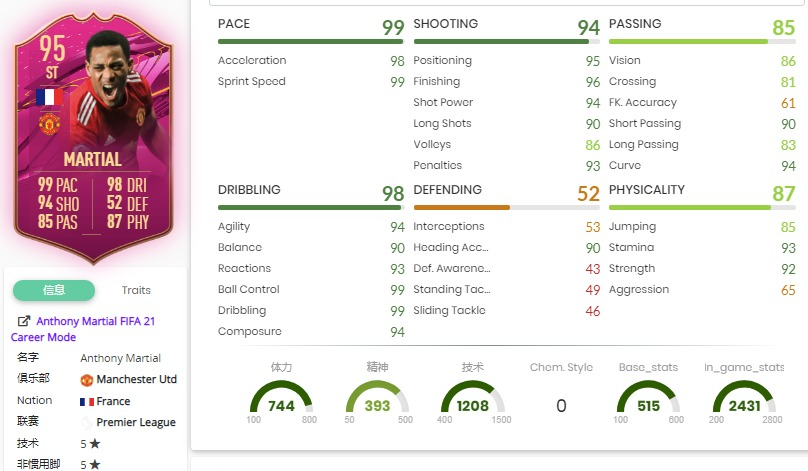 95
ST
MARTIAL
99 PAC 98 DRI
94 SHO 52 DEF
85 PAS 87 PHY
信息 Traits
Anthony Martial FIFA 21
Career Mode
名字 Anthony Martial
俱乐部 Manchester Utd
Nation France
联赛 Premier League
技术 5 ★
非惯用脚 5 ★
PACE 99
Acceleration 98
Sprint Speed 99
SHOOTING 94
Positioning 95
Finishing 96
Shot Power 94
Long Shots 90
Volleys 86
Penalties 93
PASSING 85
Vision 86
Crossing 81
FK. Accuracy 61
Short Passing 90
Long Passing 83
Curve 94
DRIBBLING 98
Agility 94
Balance 90
Reactions 93
Ball Control 99
Dribbling 99
Composure 94
DEFENDING 52
Interceptions 53
Heading Acc... 90
Def. Awarene... 43
Standing Tac... 49
Sliding Tackle 46
PHYSICALITY 87
Jumping 85
Stamina 93
Strength 92
Aggression 65
体力 精神 技术 Chem. Style Base_stats In_game_stats
744 393 1208 0 515 2431
100 800 50 500 400 1500 100 600 200 2800